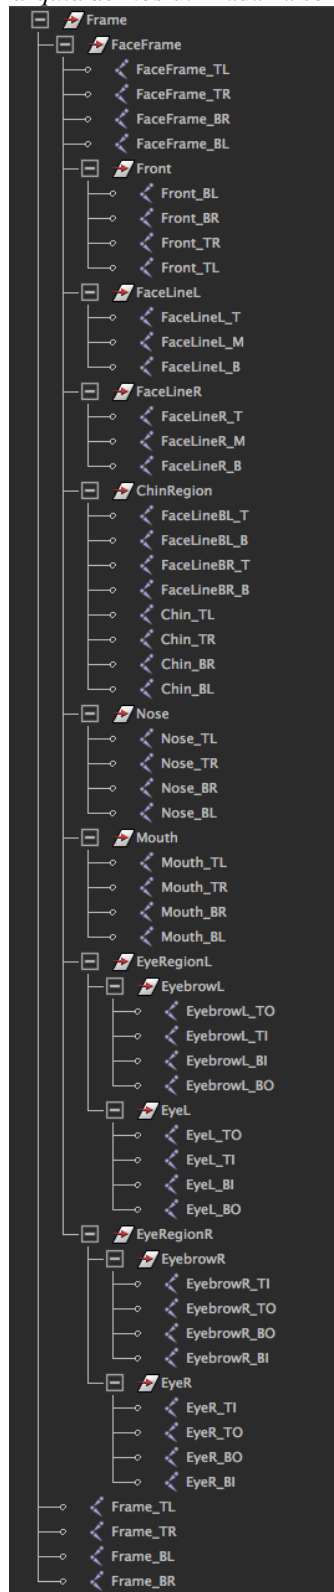 Frame
FaceFrame
FaceFrame_TL
FaceFrame_TR
FaceFrame_BR
FaceFrame_BL
Front
Front_BL
Front_BR
Front_TR
Front_TL
FaceLineL
FaceLineL_T
FaceLineL_M
FaceLineL_B
FaceLineR
FaceLineR_T
FaceLineR_M
FaceLineR_B
ChinRegion
FaceLineBL_T
FaceLineBL_B
FaceLineBR_T
FaceLineBR_B
Chin_TL
Chin_TR
Chin_BR
Chin_BL
Nose
Nose_TL
Nose_TR
Nose_BR
Nose_BL
Mouth
Mouth_TL
Mouth_TR
Mouth_BR
Mouth_BL
EyeRegionL
EyebrowL
EyebrowL_TO
EyebrowL_TI
EyebrowL_BI
EyebrowL_BO
EyeL
EyeL_TO
EyeL_TI
EyeL_BI
EyeL_BO
EyeRegionR
EyebrowR
EyebrowR_TI
EyebrowR_TO
EyebrowR_BO
EyebrowR_BI
EyeR
EyeR_TI
EyeR_TO
EyeR_BO
EyeR_BI
Frame_TL
Frame_TR
Frame_BL
Frame_BR